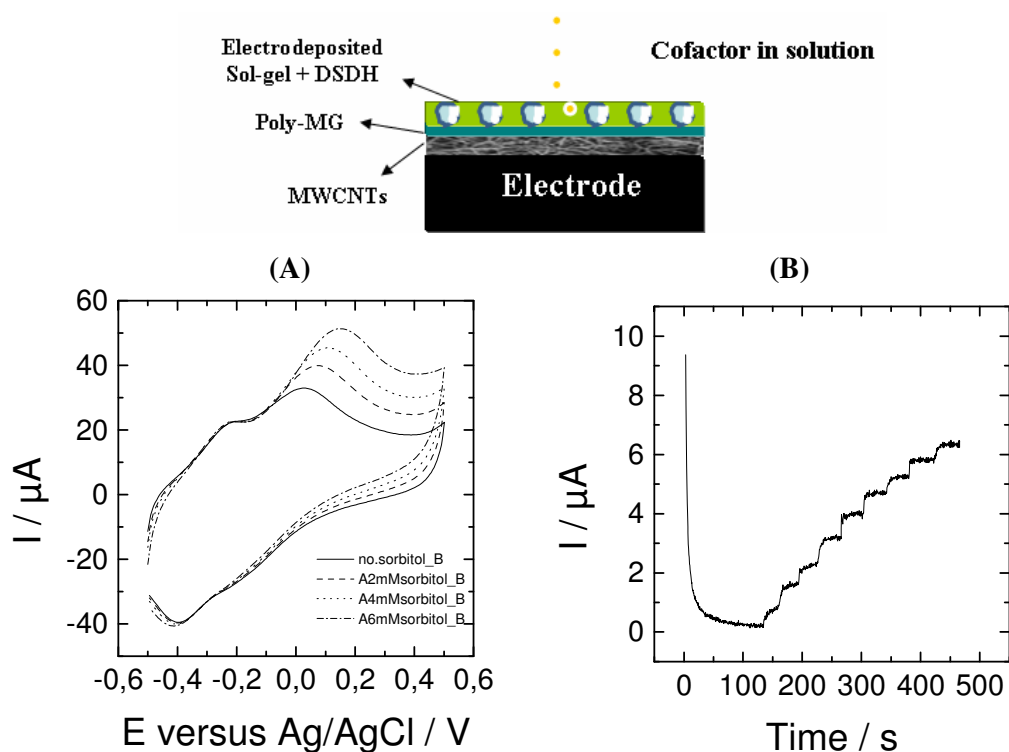 Electrodeposited
Sol-gel + DSDH
Cofactor in solution
Poly-MG
MWCNTs
Electrode
(A)
(B)
60
40
20
0
-20
-40
-0,6
-0,4
-0,2
0,0
0,2
0,4
0,6
I / µA
E versus Ag/AgCl / V
no.sorbitol_B
A2mMsorbitol_B
A4mMsorbitol_B
A6mMsorbitol_B
10
8
6
4
2
0
0
100
200
300
400
500
I / µA
Time / s